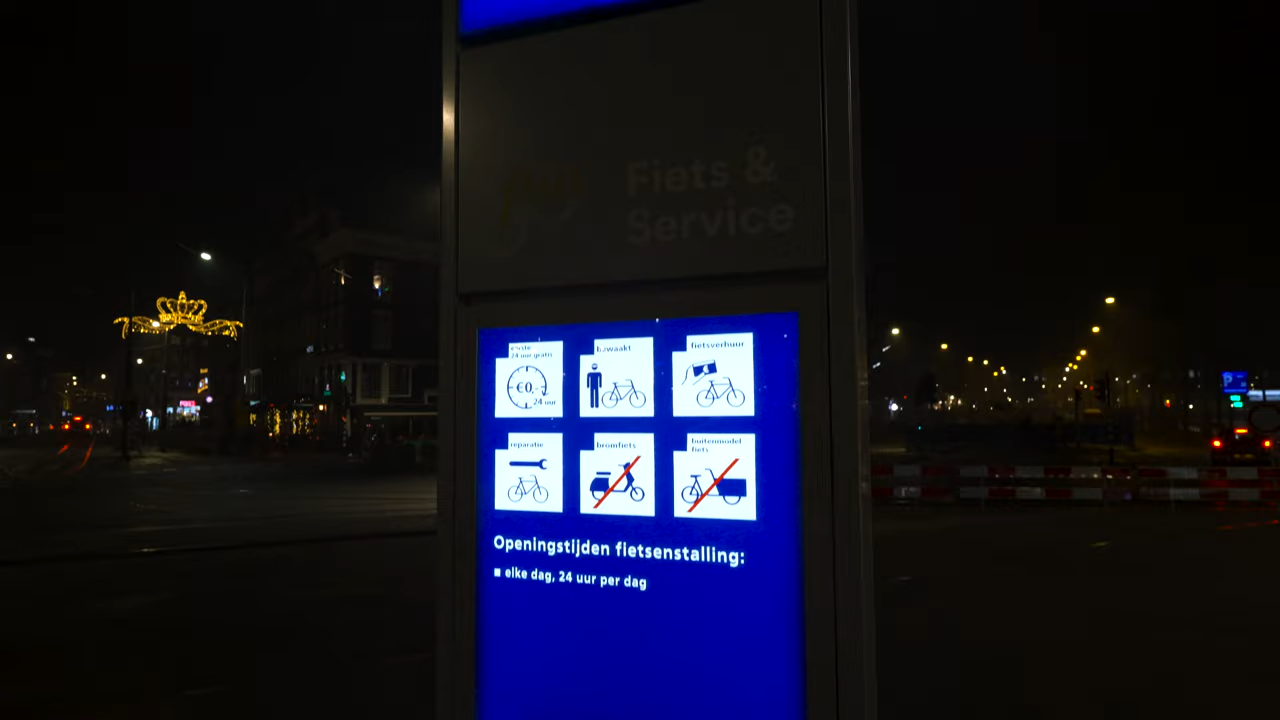 Fiets &
Service
eerste
24 uur gratis
€0,-
24 uur
bewaakt
fietsverhuur
reparatie
bromfiets
buitenmodel
fiets
Openingstijden fietsenstalling:
▪ elke dag, 24 uur per dag
P